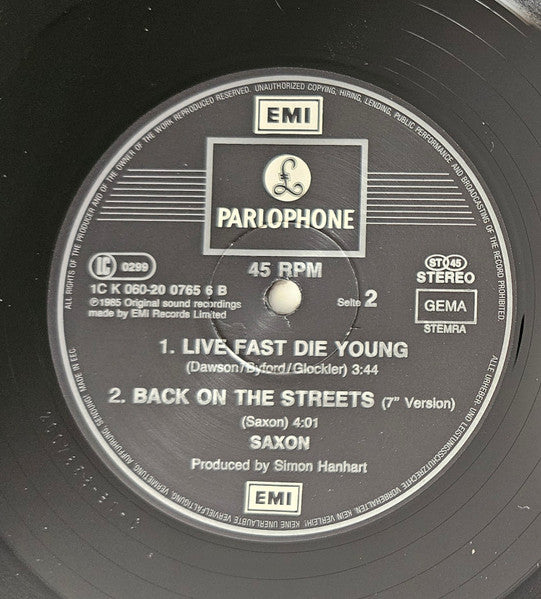 ALL RIGHTS OF THE PRODUCER AND OF THE OWNER OF THE WORK REPRODUCED RESERVED. UNAUTHORIZED COPYING, HIRING, LENDING, PUBLIC PERFORMANCE AND BROADCASTING OF THE RECORD PROHIBITED.
EMI
£
PARLOPHONE
45 RPM
LC 0299
1C K 060-20 0765 6 B
℗1985 Original sound recordings
made by EMI Records Limited
Seite 2
ST 45
STEREO
GEMA
STEMRA
1. LIVE FAST DIE YOUNG
(Dawson/Byford/Glockler) 3:44
2. BACK ON THE STREETS (7" Version)
(Saxon) 4:01
SAXON
Produced by Simon Hanhart
EMI
ALLE URHEBER- UND LEISTUNGSSCHUTZRECHTE VORBEHALTEN. KEIN VERLEIH! KEINE UNERLAUBTE VERVIELFÄLTIGUNG, VERMIETUNG, AUFFÜHRUNG, SENDUNG! MADE IN EEC.